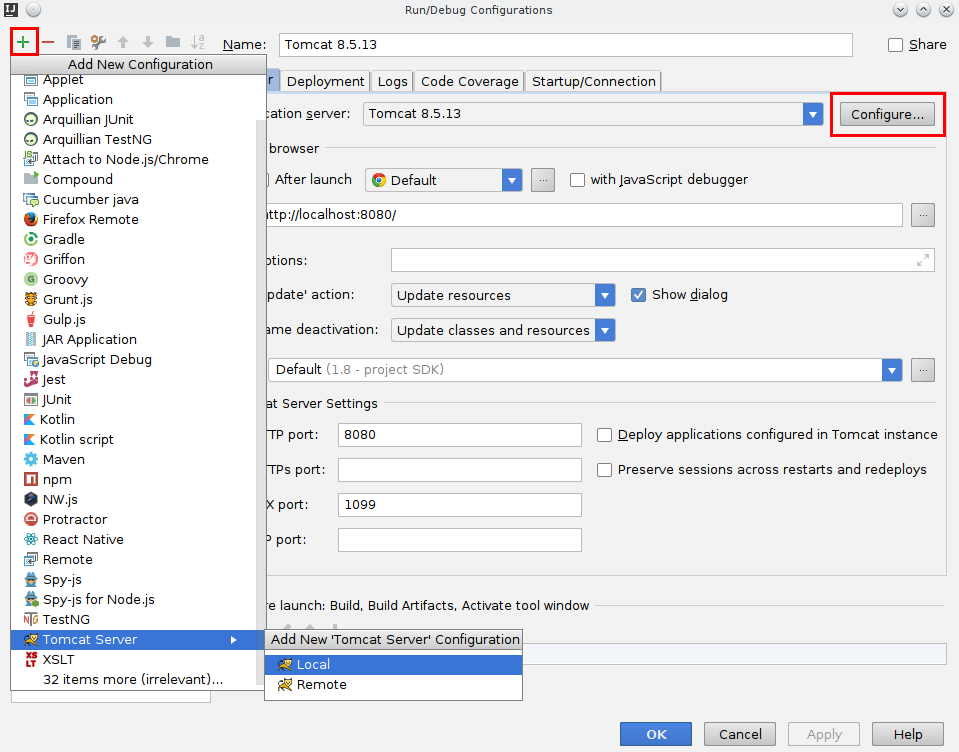 Run/Debug Configurations
Name: Tomcat 8.5.13 Share
Add New Configuration
Applet
Application
Arquillian JUnit
Arquillian TestNG
Attach to Node.js/Chrome
Compound
Cucumber java
Firefox Remote
Gradle
Griffon
Groovy
Grunt.js
Gulp.js
JAR Application
JavaScript Debug
Jest
JUnit
Kotlin
Kotlin script
Maven
npm
NW.js
Protractor
React Native
Remote
Spy-js
Spy-js for Node.js
TestNG
Tomcat Server
XSLT
32 items more (irrelevant)...
r Deployment Logs Code Coverage Startup/Connection
cation server: Tomcat 8.5.13 Configure...
browser
After launch Default ... with JavaScript debugger
http://localhost:8080/ ...
ptions:
pdate' action: Update resources Show dialog
ame deactivation: Update classes and resources
Default (1.8 - project SDK) ...
at Server Settings
TP port: 8080 Deploy applications configured in Tomcat instance
TPs port: Preserve sessions across restarts and redeploys
X port: 1099
P port:
re launch: Build, Build Artifacts, Activate tool window
Add New 'Tomcat Server' Configuration
Local
Remote
OK Cancel Apply Help